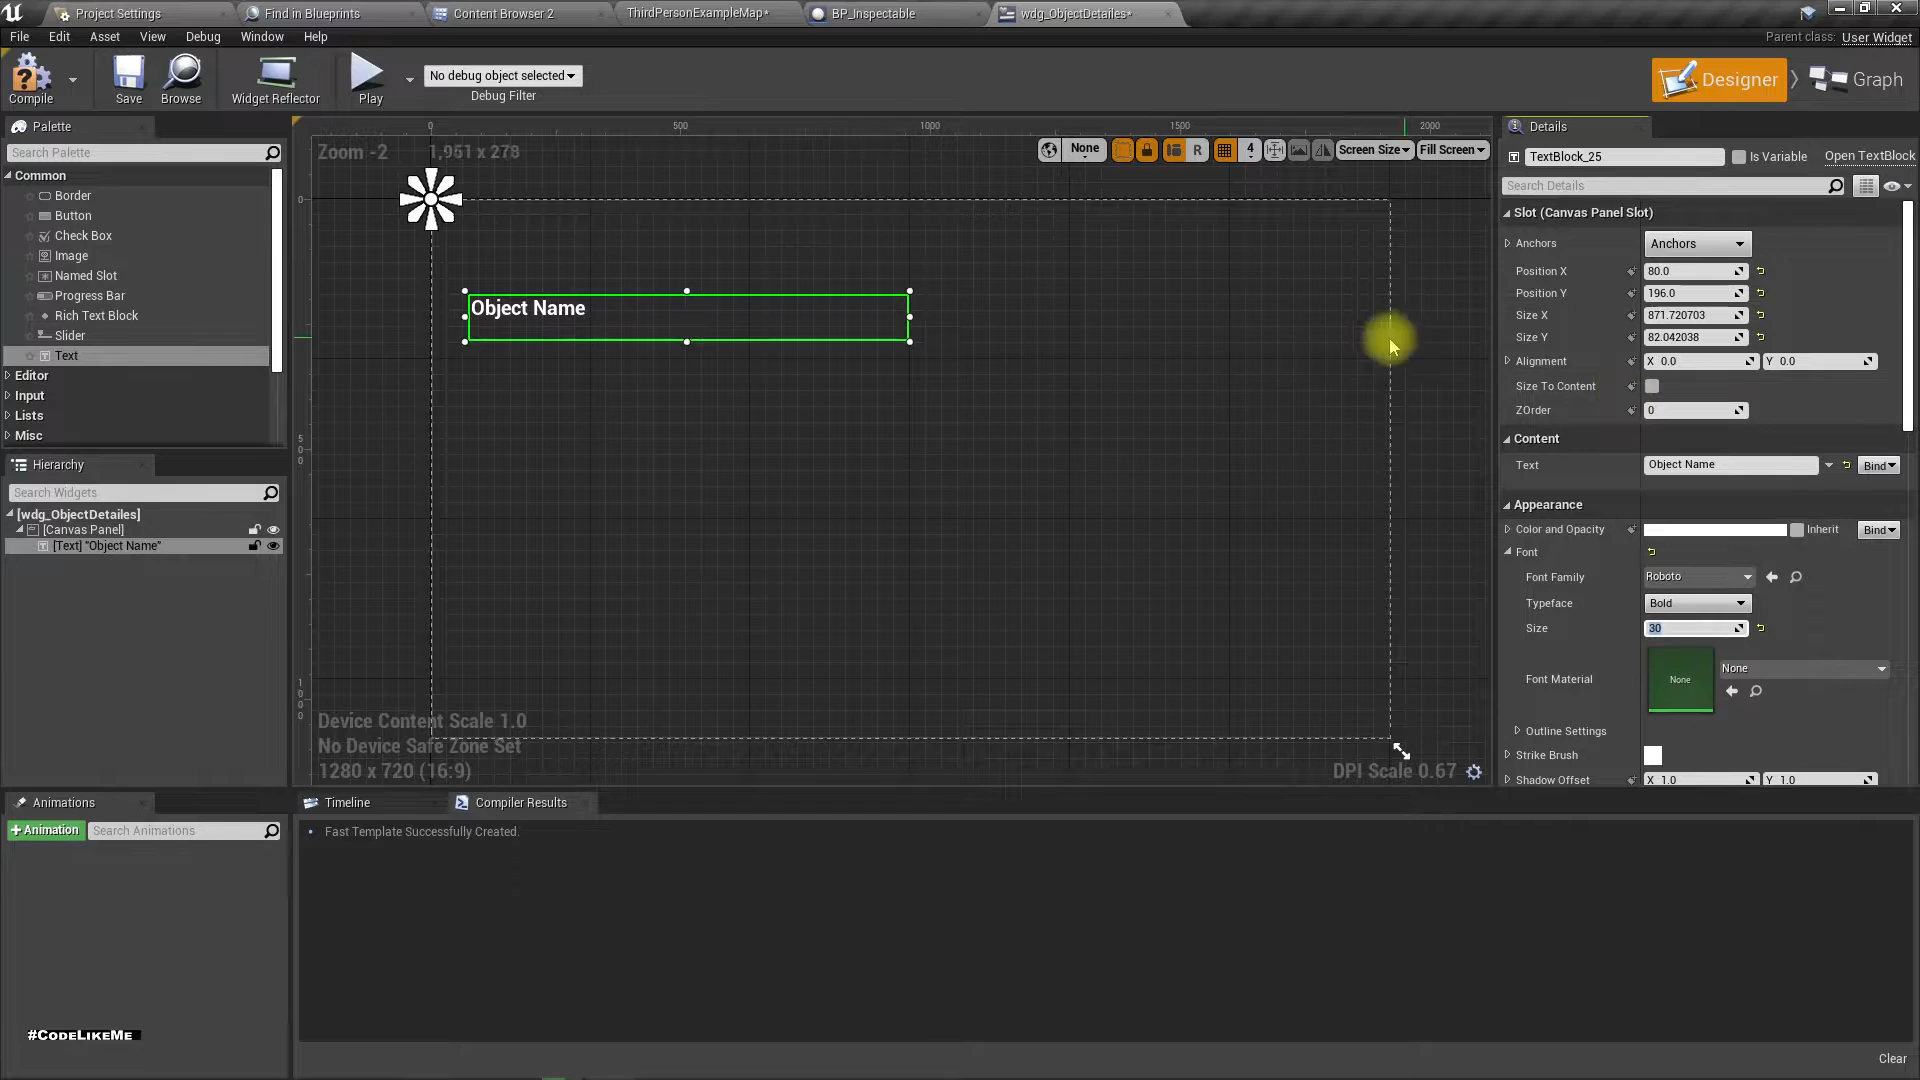 Project Settings
Find in Blueprints
Content Browser 2
ThirdPersonExampleMap*
BP_Inspectable
wdg_ObjectDetailes*
File Edit Asset View Debug Window Help
Parent class: User Widget
Compile
Save
Browse
Widget Reflector
Play
No debug object selected
Debug Filter
Designer
Graph
Palette
Search Palette
Common
Border
Button
Check Box
Image
Named Slot
Progress Bar
Rich Text Block
Slider
Text
Editor
Input
Lists
Misc
Hierarchy
Search Widgets
[wdg_ObjectDetailes]
[Canvas Panel]
[Text] "Object Name"
Animations
+Animation
Search Animations
0 500 1000 1500 2000
Zoom -2
1,951 x 278
None
R
4
Screen Size
Fill Screen
0
500
1000
Object Name
Device Content Scale 1.0
No Device Safe Zone Set
1280 x 720 (16:9)
DPI Scale 0.67
Timeline
Compiler Results
Fast Template Successfully Created.
Clear
Details
TextBlock_25
Is Variable
Open TextBlock
Search Details
Slot (Canvas Panel Slot)
Anchors Anchors
Position X 80.0
Position Y 196.0
Size X 871.720703
Size Y 82.042038
Alignment X 0.0 Y 0.0
Size To Content
ZOrder 0
Content
Text Object Name Bind
Appearance
Color and Opacity Inherit Bind
Font
Font Family Roboto
Typeface Bold
Size 30
Font Material None None
Outline Settings
Strike Brush
Shadow Offset X 1.0 Y 1.0
#CodeLikeMe